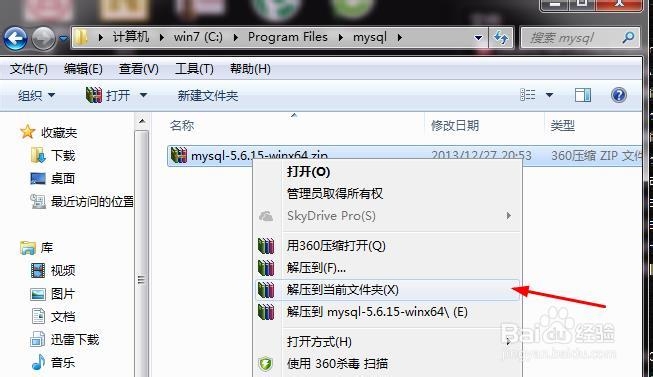 计算机 ▸ win7 (C:) ▸ Program Files ▸ mysql ▸
搜索 mysql
文件(F) 编辑(E) 查看(V) 工具(T) 帮助(H)
组织 打开 新建文件夹
名称 修改日期 类型
收藏夹
下载
桌面
最近访问的位置
库
视频
图片
文档
迅雷下载
音乐
mysql-5.6.15-winx64.zip 2013/12/27 20:53 360压缩 ZIP 文件
打开(O)
管理员取得所有权
SkyDrive Pro(S)
用360压缩打开(Q)
解压到(F)...
解压到当前文件夹(X)
解压到 mysql-5.6.15-winx64\ (E)
打开方式(H)
使用 360杀毒 扫描
Baidu 经验
jingyan.baidu.com